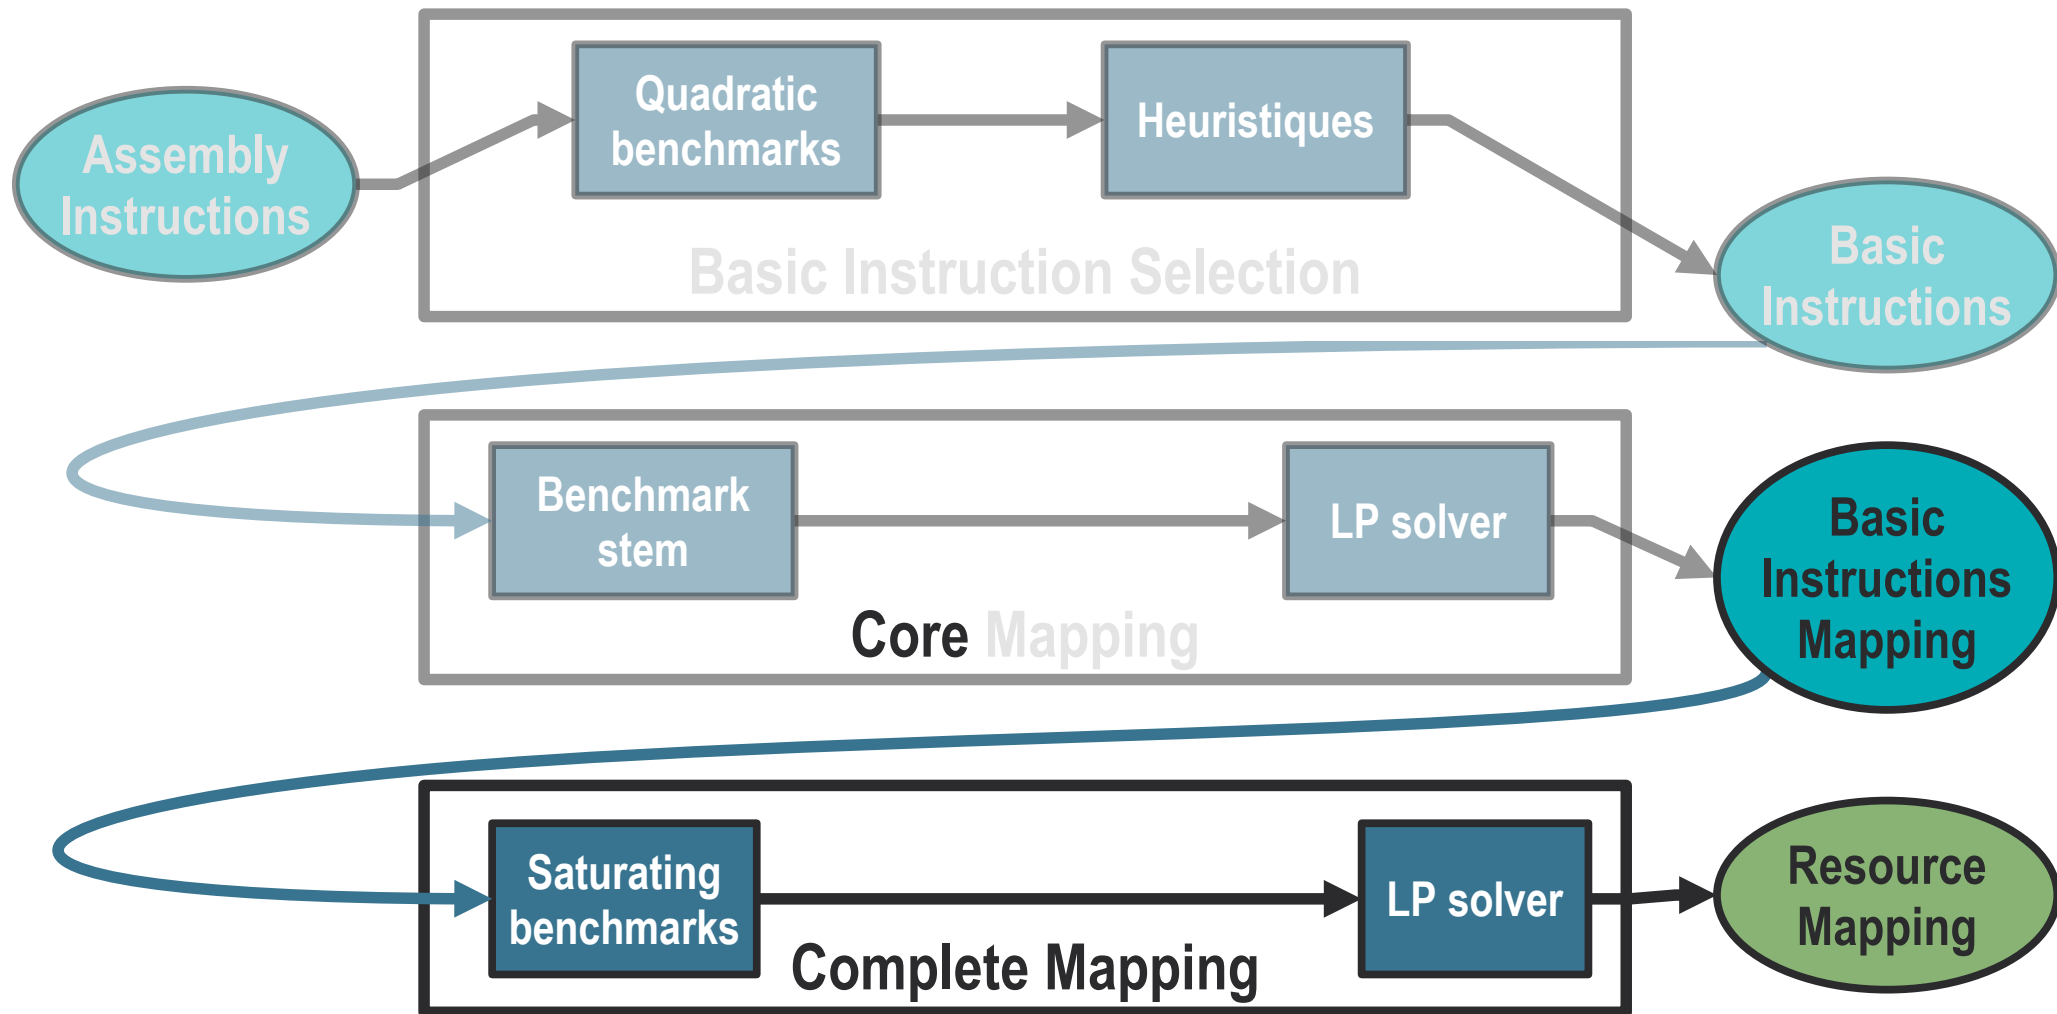 Assembly
Instructions
Quadratic
benchmarks
Heuristiques
Basic Instruction Selection
Basic
Instructions
Benchmark
stem
LP solver
Core Mapping
Basic
Instructions
Mapping
Saturating
benchmarks
LP solver
Complete Mapping
Resource
Mapping